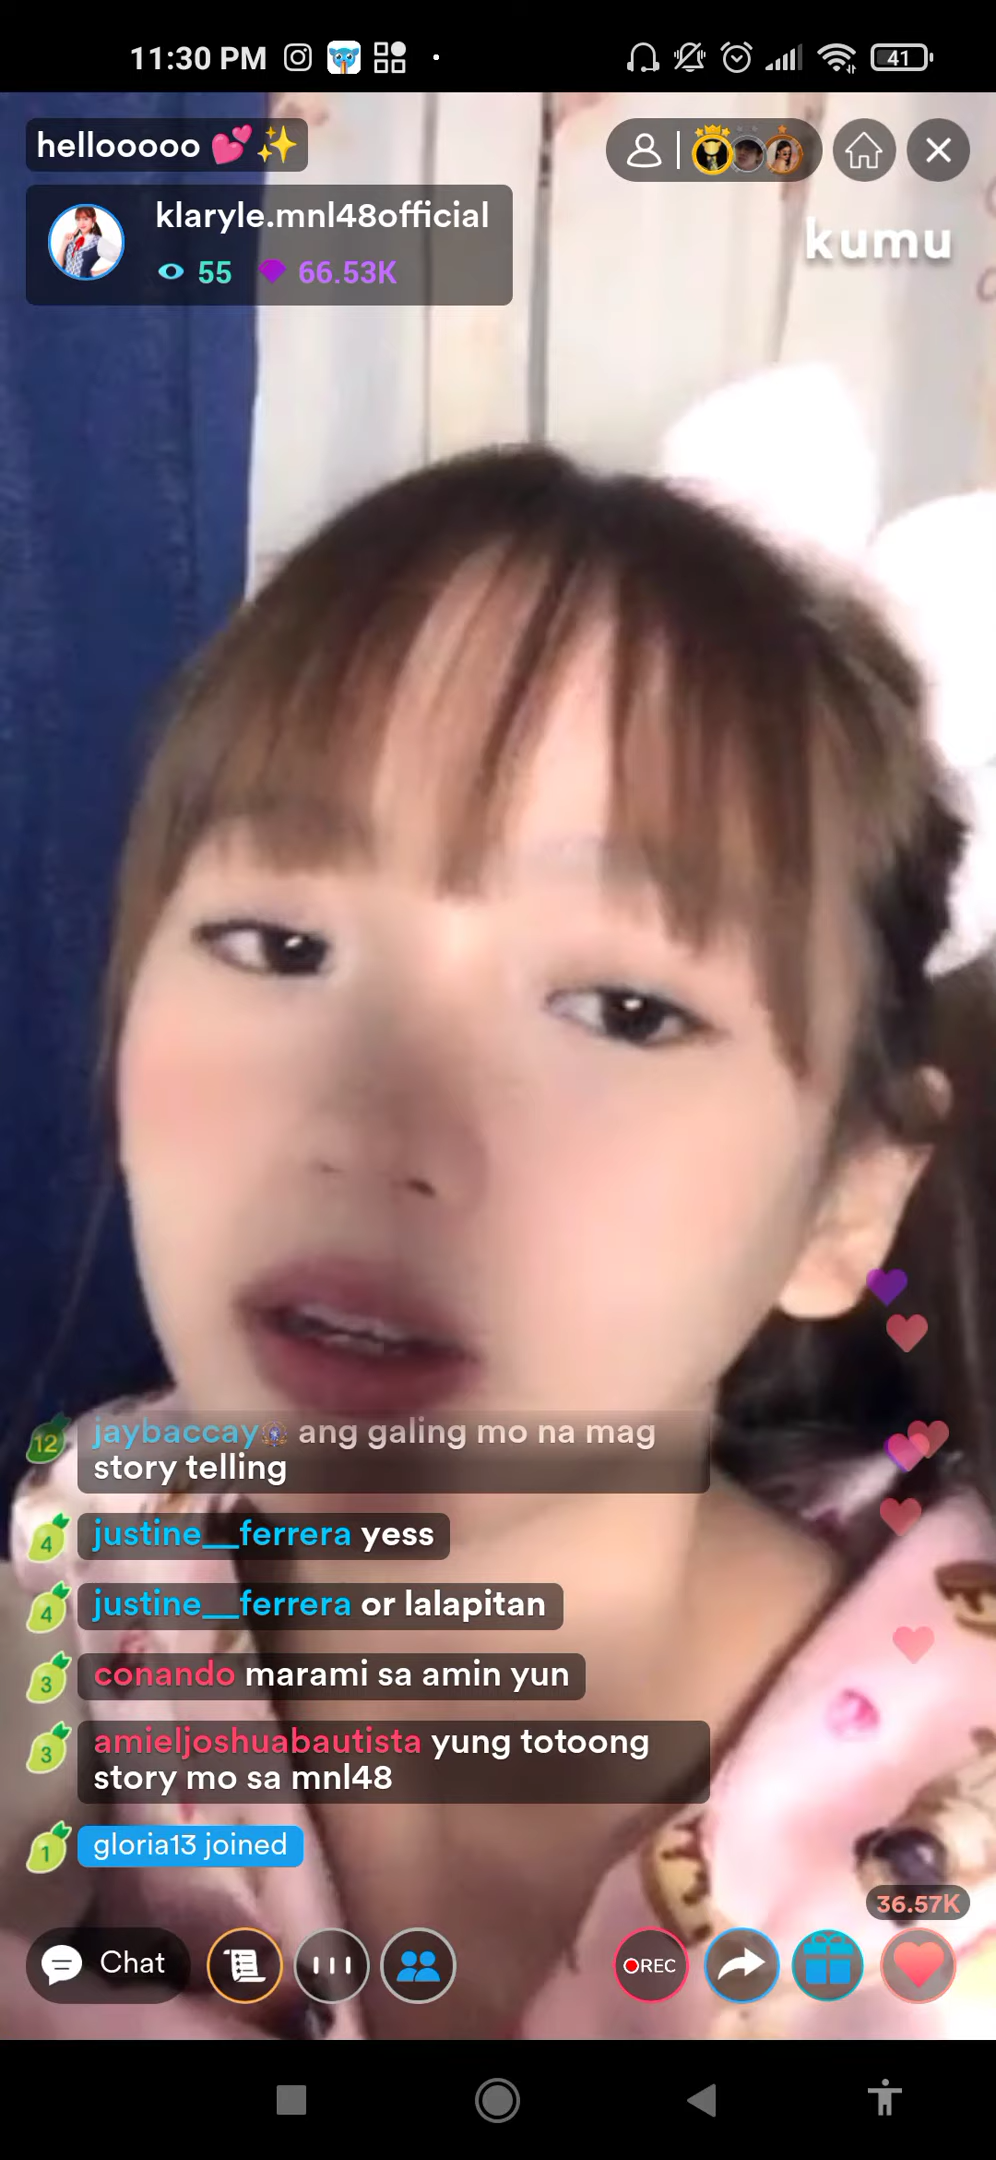 11:30 PM
41
hellooooo 💕✨
klaryle.mnl48official
55 66.53K
kumu
12 jaybaccay ang galing mo na mag
story telling
4 justine__ferrera yess
4 justine__ferrera or lalapitan
3 conando marami sa amin yun
3 amieljoshuabautista yung totoong
story mo sa mnl48
1 gloria13 joined
36.57K
Chat
REC